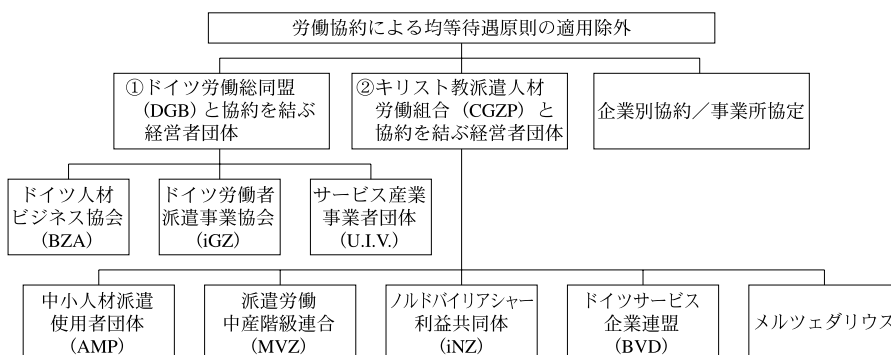 労働協約による均等待遇原則の適用除外
①ドイツ労働総同盟
(DGB) と協約を結ぶ
経営者団体
②キリスト教派遣人材
労働組合（CGZP）と
協約を結ぶ経営者団体
企業別協約／事業所協定
ドイツ人材
ビジネス協会
(BZA)
ドイツ労働者
派遣事業協会
(iGZ)
サービス産業
事業者団体
(U.I.V.)
中小人材派遣
使用者団体
(AMP)
派遣労働
中産階級連合
(MVZ)
ノルドバイリアシャー
利益共同体
(iNZ)
ドイツサービス
企業連盟
(BVD)
メルツェダリウス